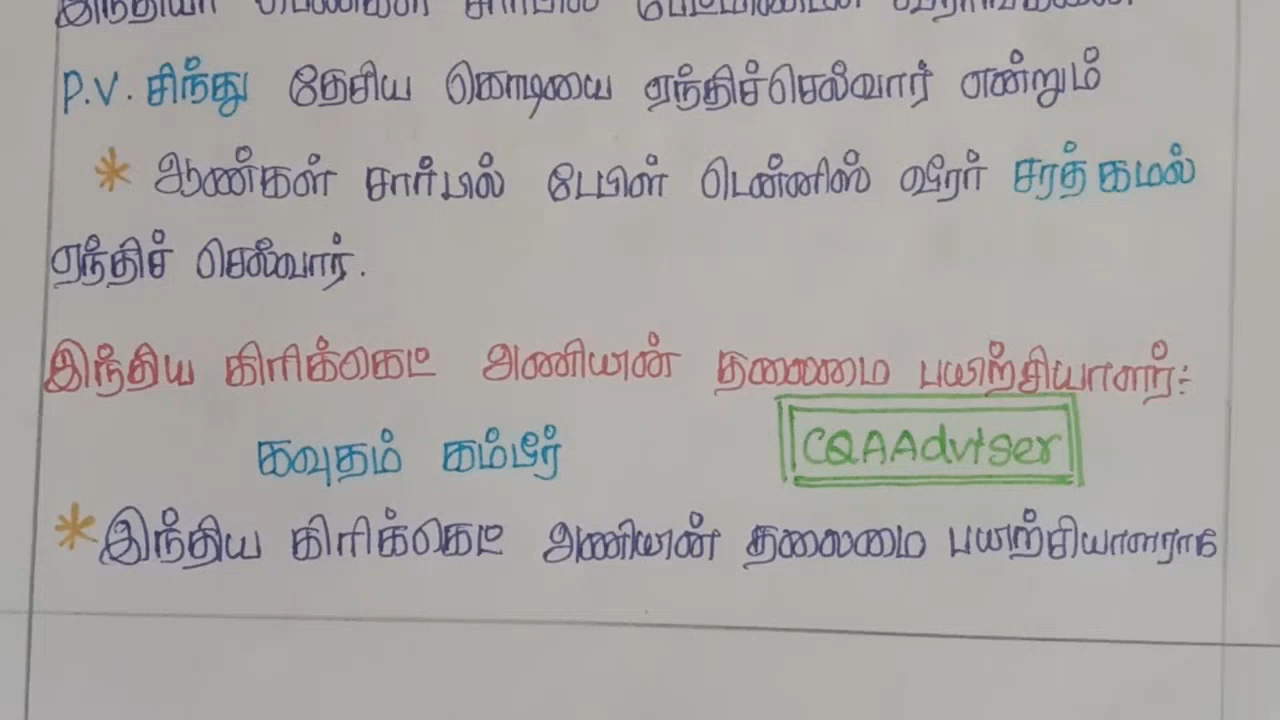 P.V. சிந்து தேசிய கொடியை ஏந்திச்செல்வார் என்றும்
* ஆண்கள் சார்பில் டேபிள் டென்னிஸ் வீரர் சரத் கமல்
ஏந்திச் செல்வார்.
இந்திய கிரிக்கெட் அணியின் தலைமை பயிற்சியாளர்:
கவுதம் கம்பீர்
CQAAdviser
* இந்திய கிரிக்கெட் அணியின் தலைமை பயிற்சியாளராக